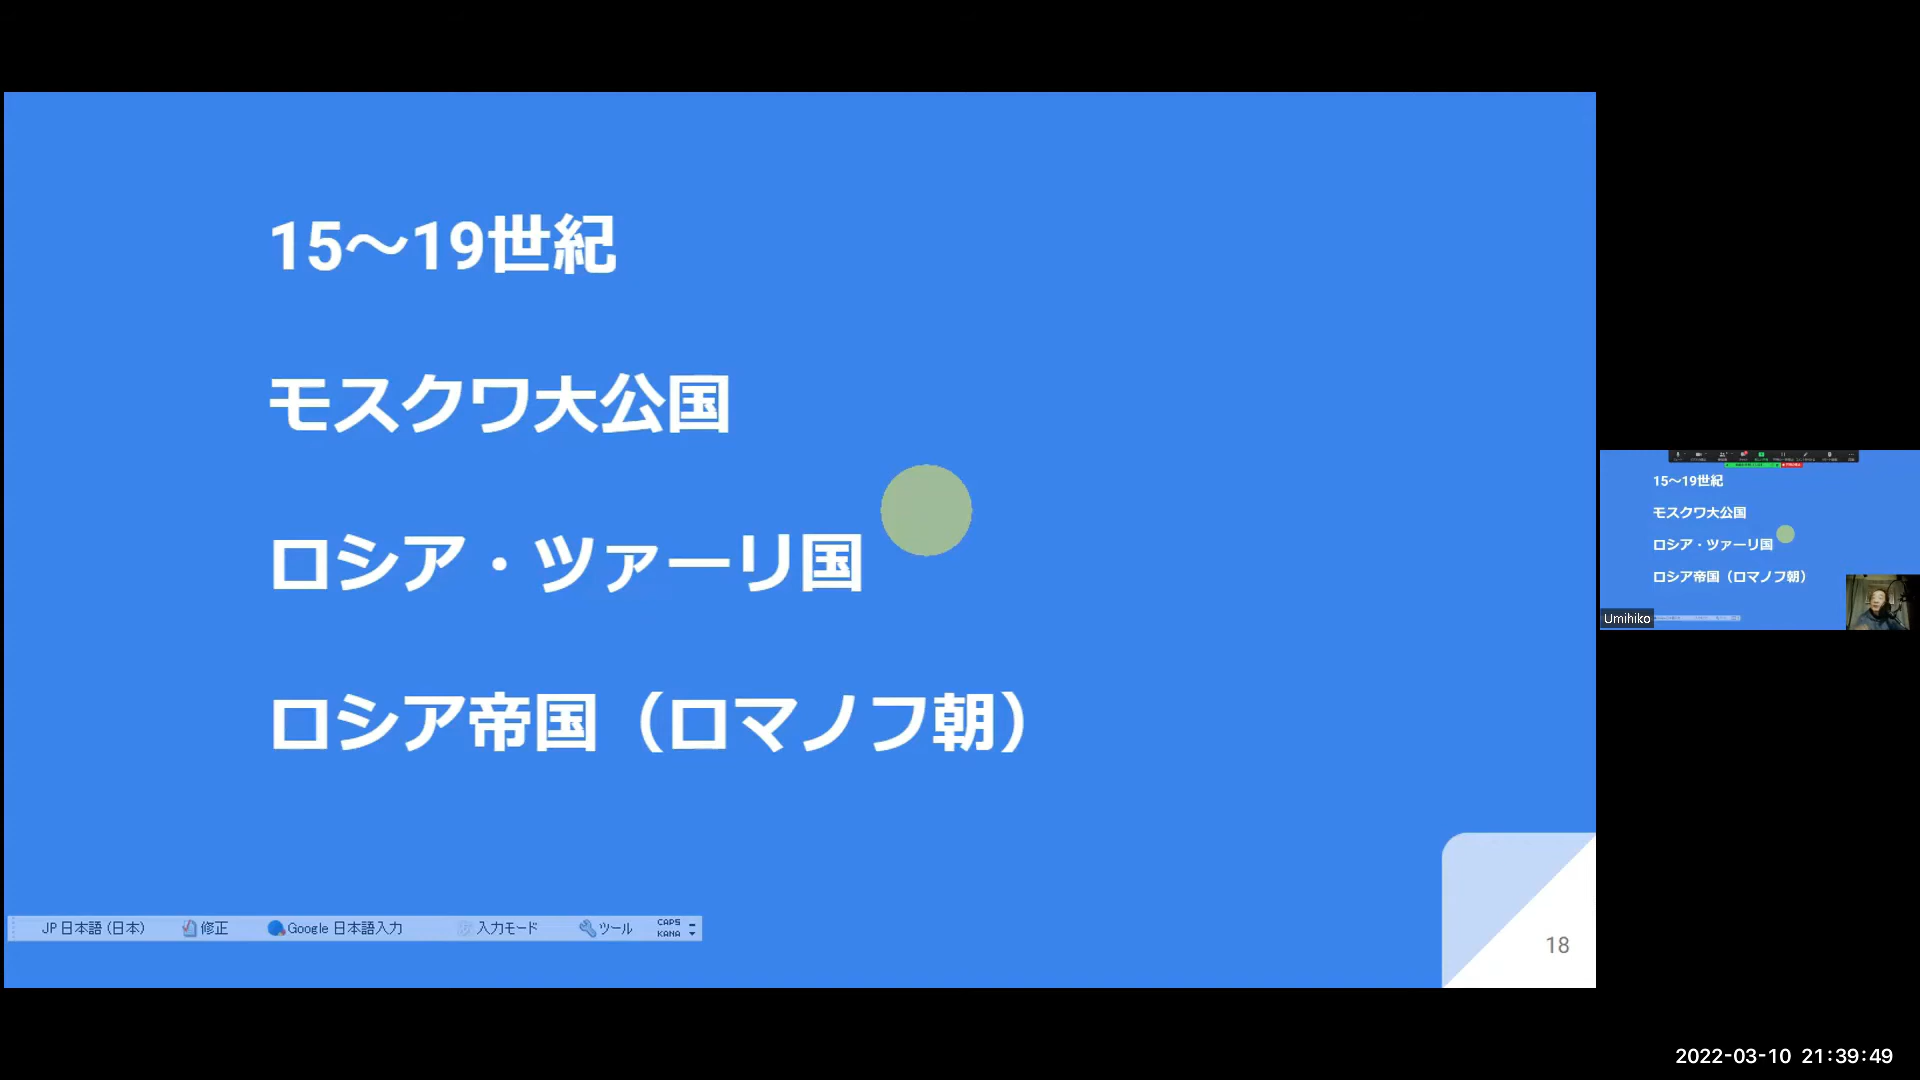 15～19世紀
モスクワ大公国
ロシア・ツァーリ国
ロシア帝国（ロマノフ朝）
JP 日本語 (日本) 修正 Google 日本語入力 入力モード ツール CAPS KANA
18
15～19世紀
モスクワ大公国
ロシア・ツァーリ国
ロシア帝国（ロマノフ朝）
Umihiko
2022-03-10 21:39:49